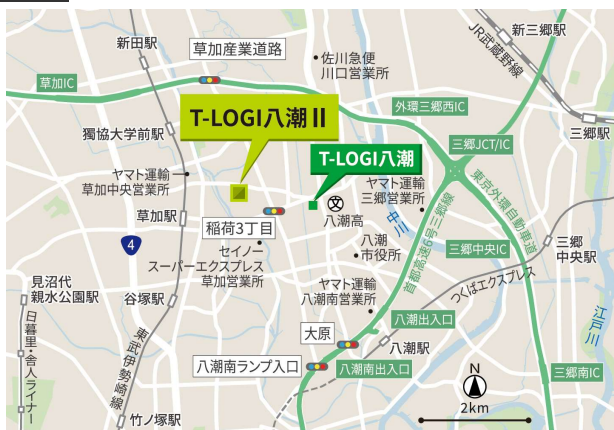 新田駅
草加産業道路
佐川急便
川口営業所
新三郷駅
JR武蔵野線
草加IC
T-LOGI八潮Ⅱ
外環三郷西IC
三郷駅
獨協大学前駅
T-LOGI八潮
三郷JCT/IC
ヤマト運輸
草加中央営業所
ヤマト運輸
三郷営業所
文
八潮高
中川
東京外環自動車道
首都高速6号三郷線
草加駅
稲荷3丁目
八潮
市役所
三郷中央IC
三郷
中央駅
4
セイノー
スーパーエクスプレス
草加営業所
つくばエクスプレス
見沼代
親水公園駅
谷塚駅
ヤマト運輸
八潮南営業所
江戸川
日暮里・舎人ライナー
東武伊勢崎線
大原
八潮出入口
八潮駅
八潮南ランプ入口
八潮南出入口
三郷南IC
N
2km
竹ノ塚駅